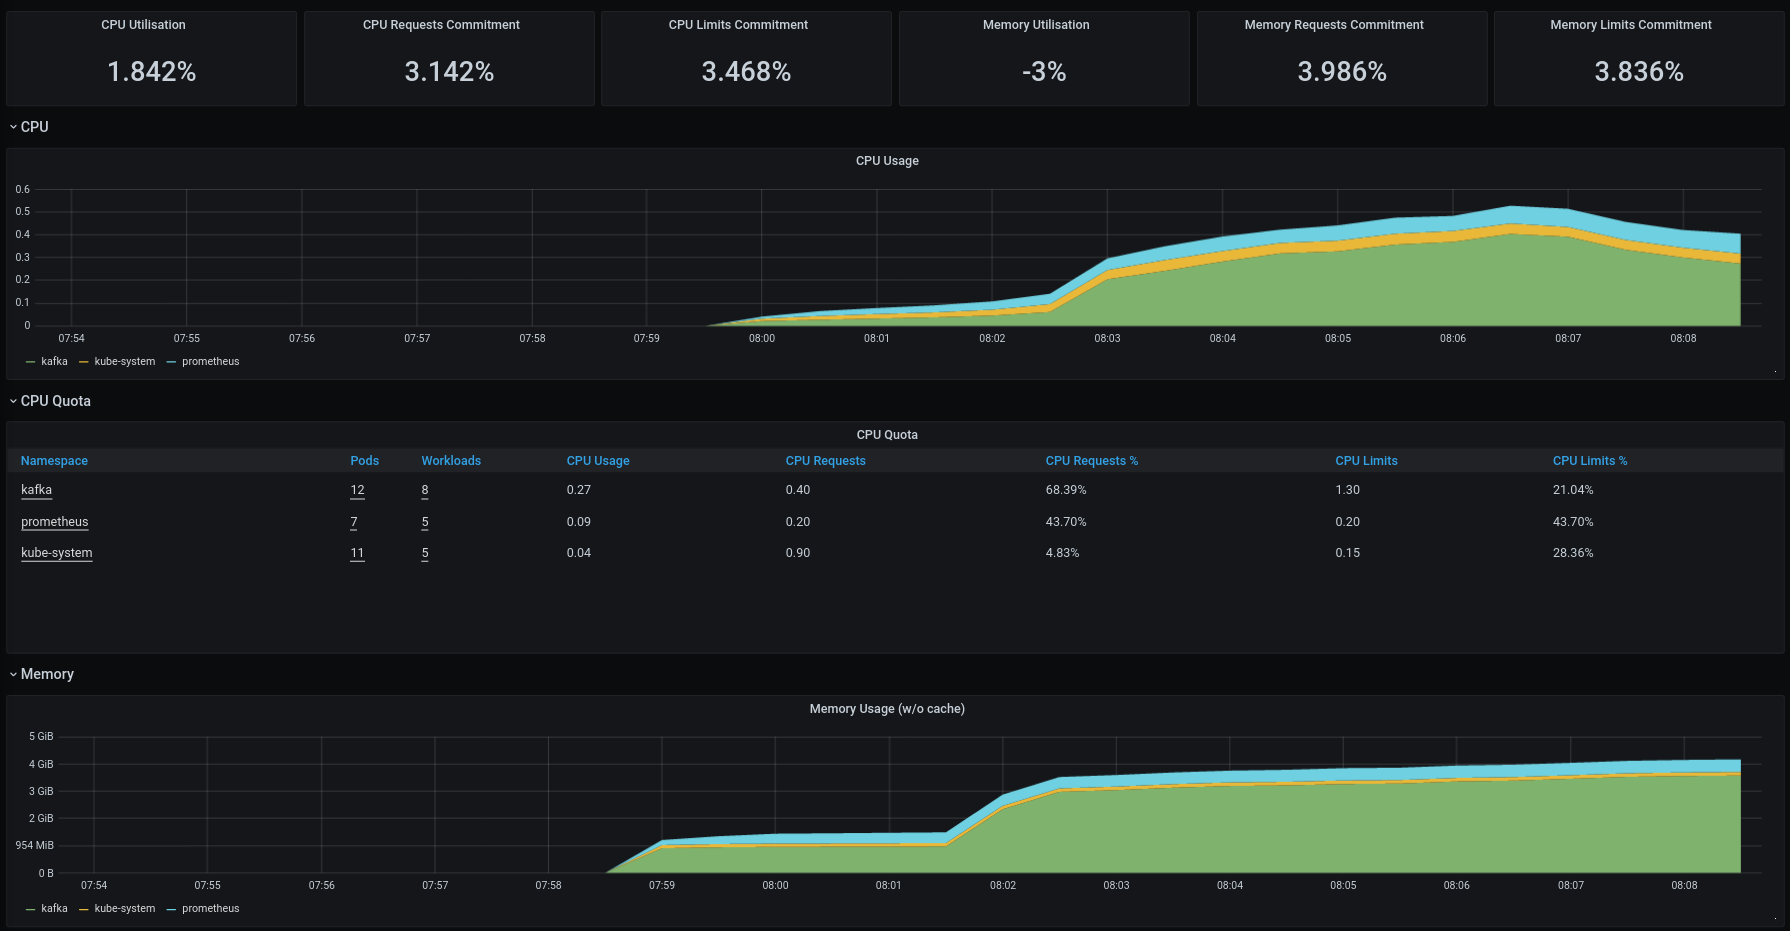 CPU Utilisation CPU Requests Commitment CPU Limits Commitment Memory Utilisation Memory Requests Commitment Memory Limits Commitment
1.842% 3.142% 3.468% -3% 3.986% 3.836%
CPU
CPU Usage
0.6
0.5
0.4
0.3
0.2
0.1
0
07:54 07:55 07:56 07:57 07:58 07:59 08:00 08:01 08:02 08:03 08:04 08:05 08:06 08:07 08:08
kafka kube-system prometheus
CPU Quota
CPU Quota
Namespace Pods Workloads CPU Usage CPU Requests CPU Requests % CPU Limits CPU Limits %
kafka 12 8 0.27 0.40 68.39% 1.30 21.04%
prometheus 7 5 0.09 0.20 43.70% 0.20 43.70%
kube-system 11 5 0.04 0.90 4.83% 0.15 28.36%
Memory
Memory Usage (w/o cache)
5 GiB
4 GiB
3 GiB
2 GiB
954 MiB
0 B
07:54 07:55 07:56 07:57 07:58 07:59 08:00 08:01 08:02 08:03 08:04 08:05 08:06 08:07 08:08
kafka kube-system prometheus